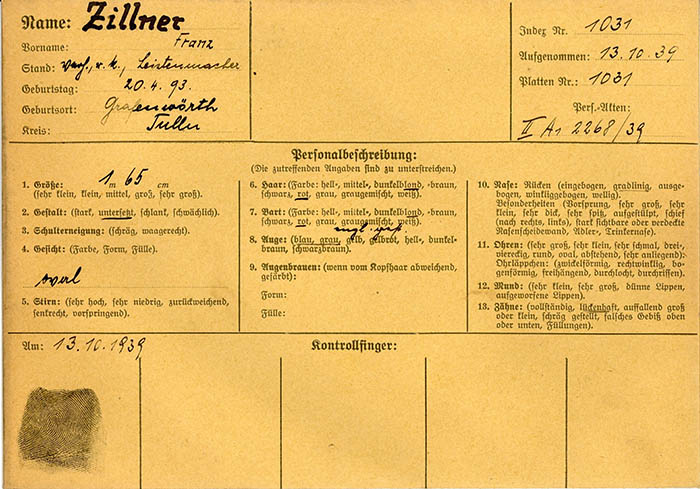 Name: Zillner
Vorname: Franz
Stand: verh., r. k., Leistenmacher
Geburtstag: 20.4.93.
Geburtsort: Grafenwörth
Kreis: Tulln
Index Nr. 1031
Aufgenommen: 13.10.39
Platten Nr.: 1031
Pers.-Akten:
II A1 2268/39
Personalbeschreibung:
(Die zutreffenden Angaben sind zu unterstreichen.)
1. Größe: 1 m 65 cm
(sehr klein, klein, mittel, groß, sehr groß).
2. Gestalt: (stark, untersetzt, schlank, schwächlich).
3. Schulterneigung: (schräg, waagerecht).
4. Gesicht: (Farbe, Form, Fülle).
oval
5. Stirn: (sehr hoch, sehr niedrig, zurückweichend,
senkrecht, vorspringend).
6. Haar: (Farbe: hell-, mittel-, dunkelblond, -braun,
schwarz, rot, grau, graugemischt, weiß).
7. Bart: (Farbe: hell-, mittel-, dunkelblond, -braun,
schwarz, rot, grau, graugemischt, weiß).
8. Auge: (blau, grau, gelb, gelbrot, hell-, dunkel-
braun, schwarzbraun).
9. Augenbrauen: (wenn vom Kopfhaar abweichend,
gefärbt):
Form:
Fülle:
10. Nase: Rücken (eingebogen, gradlinig, ausge-
bogen, winkliggebogen, wellig).
Besonderheiten (Vorsprung, sehr groß, sehr
klein, sehr dick, sehr spitz, aufgestülpt, schief
(nach rechts, links), stark sichtbare oder verdeckte
Nasenscheidewand, Adler-, Trinkernase).
11. Ohren: (sehr groß, sehr klein, sehr schmal, drei-,
viereckig, rund, oval, abstehend, sehr anliegend):
Ohrläppchen: (zwickelförmig, rechtwinklig, bo-
genförmig, freihängend, durchlocht, durchrissen).
12. Mund: (sehr klein, sehr groß, dünne Lippen,
aufgeworfene Lippen).
13. Zähne: (vollständig, lückenhaft, auffallend groß
oder klein, schräg gestellt, falsches Gebiß oben
oder unten, Füllungen).
Am: 13.10.1939
Kontrollfinger: